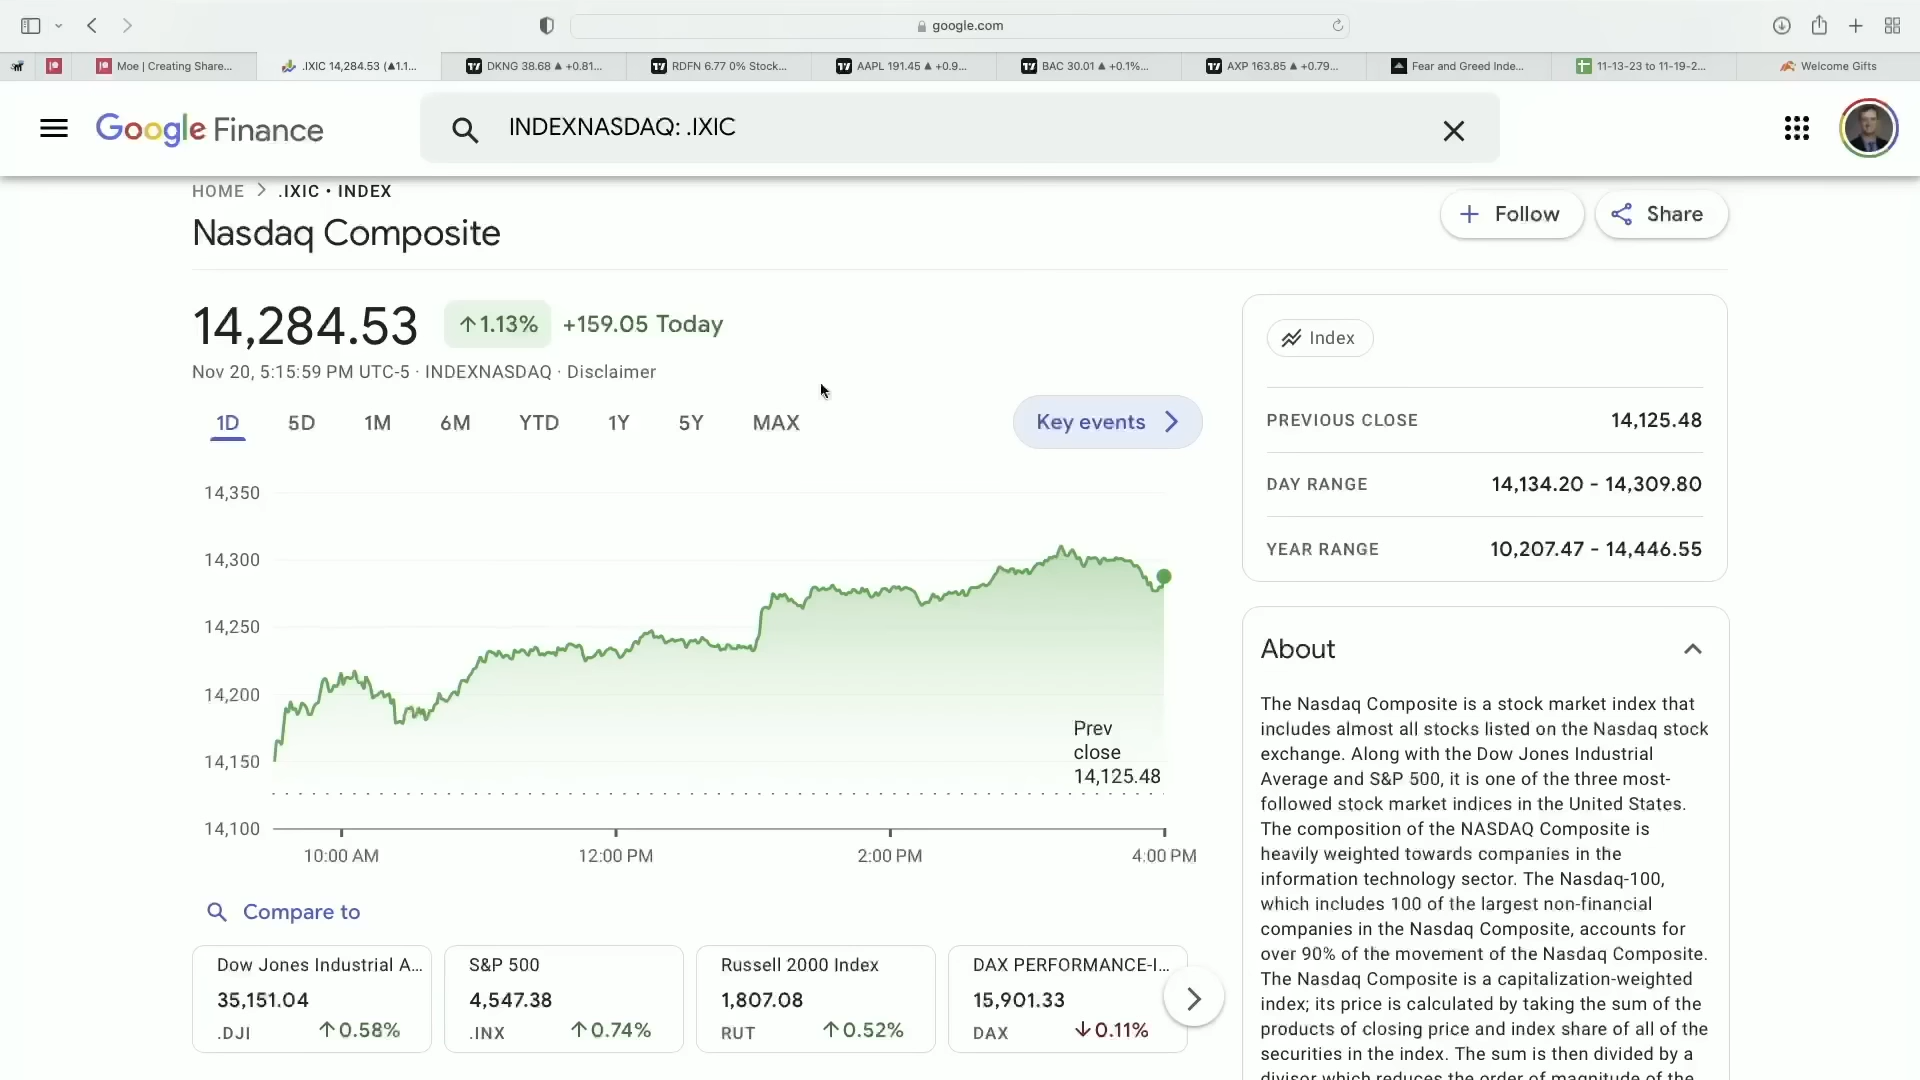 google.com
Moe | Creating Share...
.IXIC 14,284.53 (▲1.1...
DKNG 38.68 ▲ +0.81...
RDFN 6.77 0% Stock...
AAPL 191.45 ▲ +0.9...
BAC 30.01 ▲ +0.1%...
AXP 163.85 ▲ +0.79...
Fear and Greed Inde...
11-13-23 to 11-19-2...
Welcome Gifts
Google Finance
INDEXNASDAQ: .IXIC
HOME > .IXIC • INDEX
Nasdaq Composite
Follow
Share
14,284.53 ↑1.13% +159.05 Today
Nov 20, 5:15:59 PM UTC-5 · INDEXNASDAQ · Disclaimer
1D 5D 1M 6M YTD 1Y 5Y MAX
Key events
14,350
14,300
14,250
14,200
14,150
14,100
Prev
close
14,125.48
10:00 AM 12:00 PM 2:00 PM 4:00 PM
Compare to
Dow Jones Industrial A...
35,151.04
.DJI ↑0.58%
S&P 500
4,547.38
.INX ↑0.74%
Russell 2000 Index
1,807.08
RUT ↑0.52%
DAX PERFORMANCE-I...
15,901.33
DAX ↓0.11%
Index
PREVIOUS CLOSE 14,125.48
DAY RANGE 14,134.20 - 14,309.80
YEAR RANGE 10,207.47 - 14,446.55
About
The Nasdaq Composite is a stock market index that
includes almost all stocks listed on the Nasdaq stock
exchange. Along with the Dow Jones Industrial
Average and S&P 500, it is one of the three most-
followed stock market indices in the United States.
The composition of the NASDAQ Composite is
heavily weighted towards companies in the
information technology sector. The Nasdaq-100,
which includes 100 of the largest non-financial
companies in the Nasdaq Composite, accounts for
over 90% of the movement of the Nasdaq Composite.
The Nasdaq Composite is a capitalization-weighted
index; its price is calculated by taking the sum of the
products of closing price and index share of all of the
securities in the index. The sum is then divided by a
divisor which reduces the order of magnitude of the